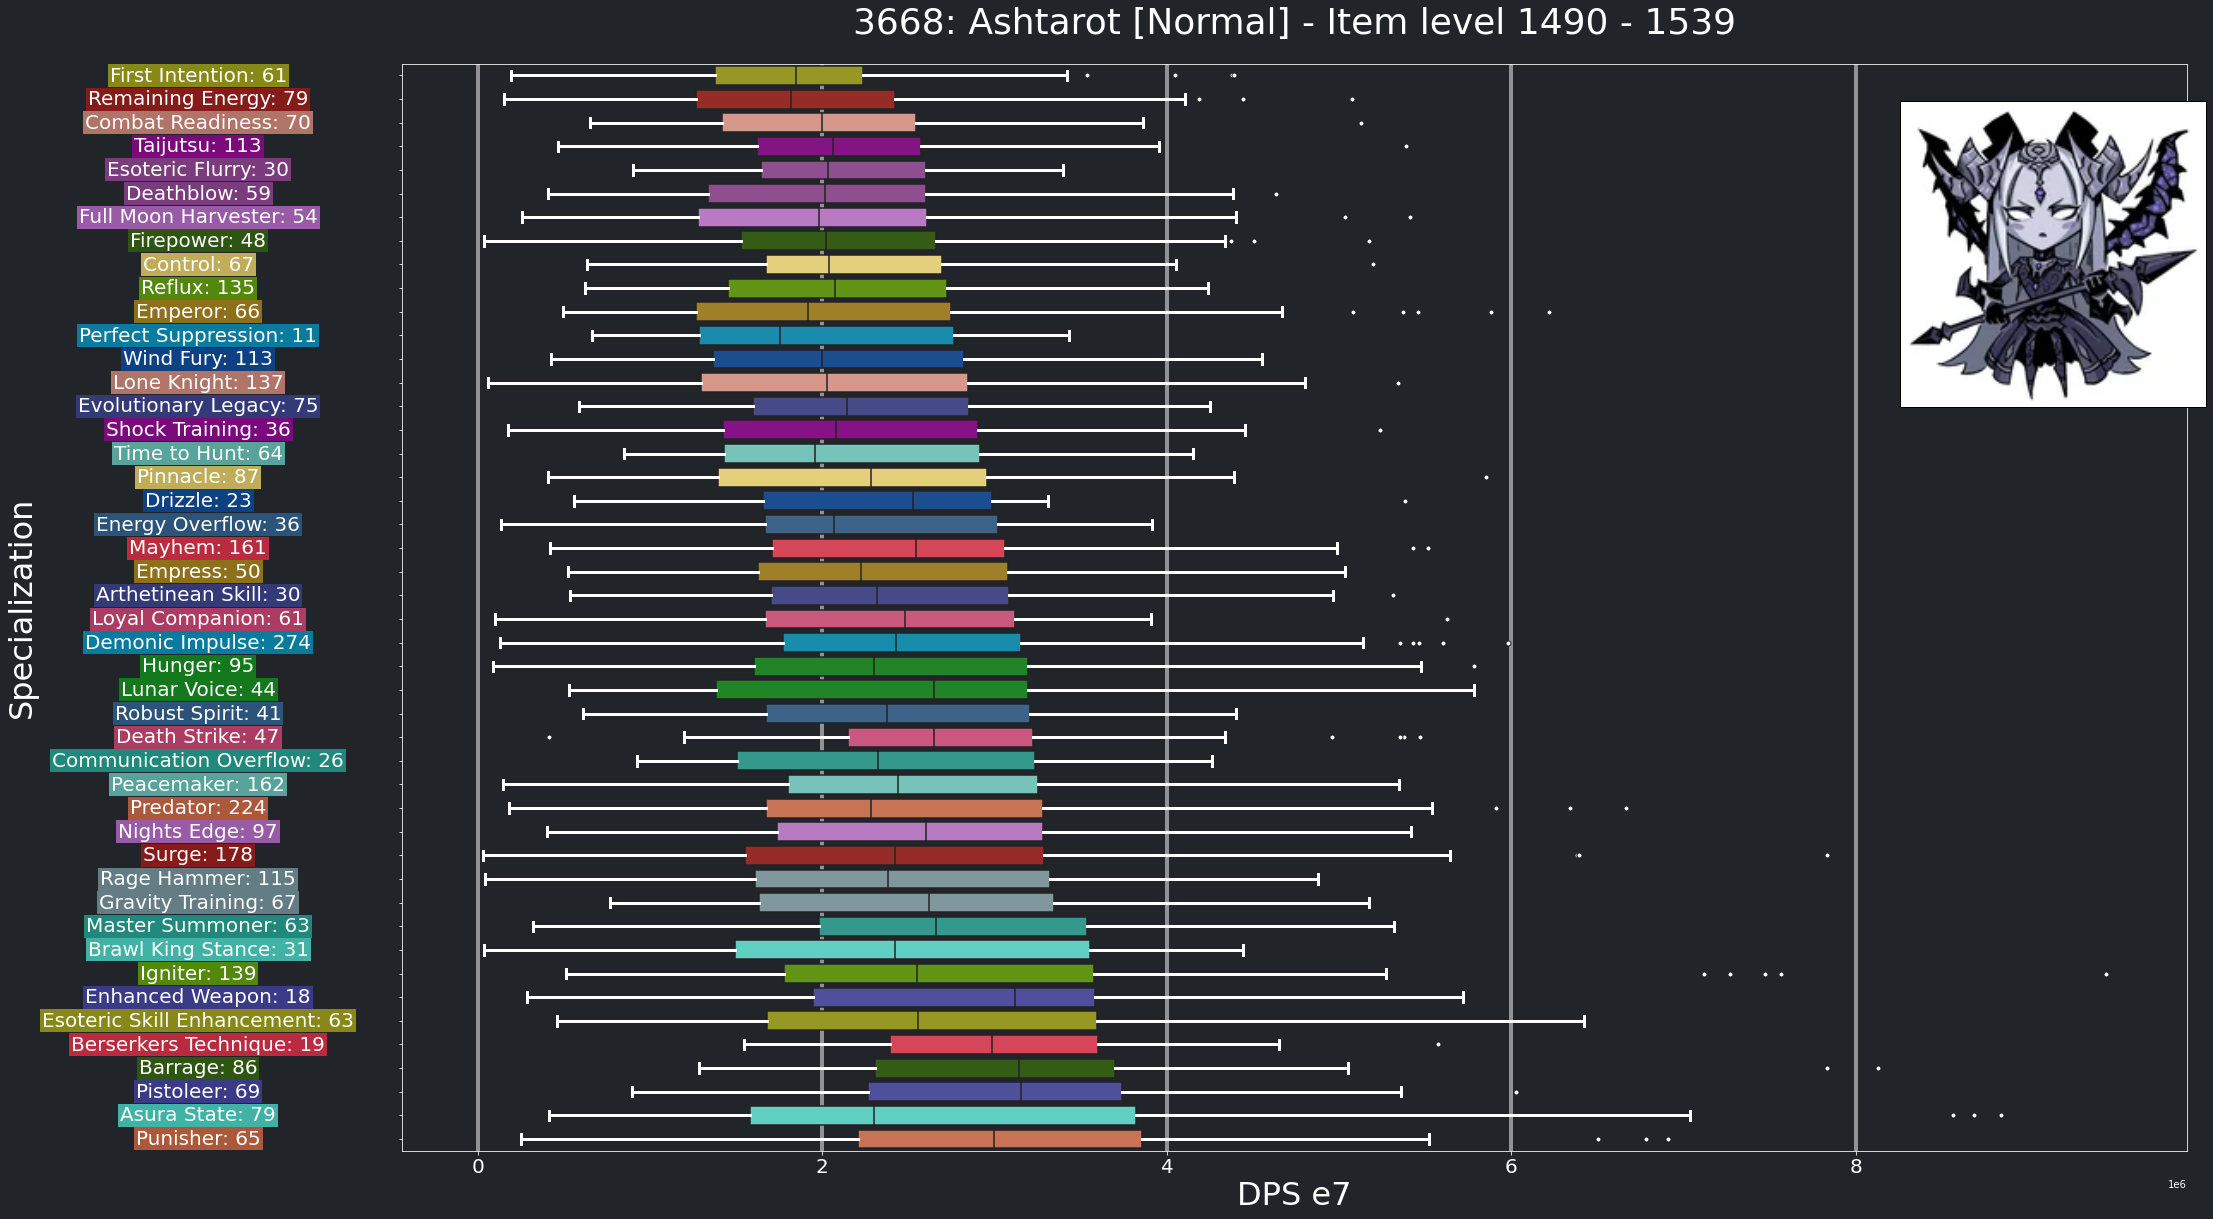 3668: Ashtarot [Normal] - Item level 1490 - 1539
Specialization
First Intention: 61
Remaining Energy: 79
Combat Readiness: 70
Taijutsu: 113
Esoteric Flurry: 30
Deathblow: 59
Full Moon Harvester: 54
Firepower: 48
Control: 67
Reflux: 135
Emperor: 66
Perfect Suppression: 11
Wind Fury: 113
Lone Knight: 137
Evolutionary Legacy: 75
Shock Training: 36
Time to Hunt: 64
Pinnacle: 87
Drizzle: 23
Energy Overflow: 36
Mayhem: 161
Empress: 50
Arthetinean Skill: 30
Loyal Companion: 61
Demonic Impulse: 274
Hunger: 95
Lunar Voice: 44
Robust Spirit: 41
Death Strike: 47
Communication Overflow: 26
Peacemaker: 162
Predator: 224
Nights Edge: 97
Surge: 178
Rage Hammer: 115
Gravity Training: 67
Master Summoner: 63
Brawl King Stance: 31
Igniter: 139
Enhanced Weapon: 18
Esoteric Skill Enhancement: 63
Berserkers Technique: 19
Barrage: 86
Pistoleer: 69
Asura State: 79
Punisher: 65
0 2 4 6 8
DPS e7
1e6